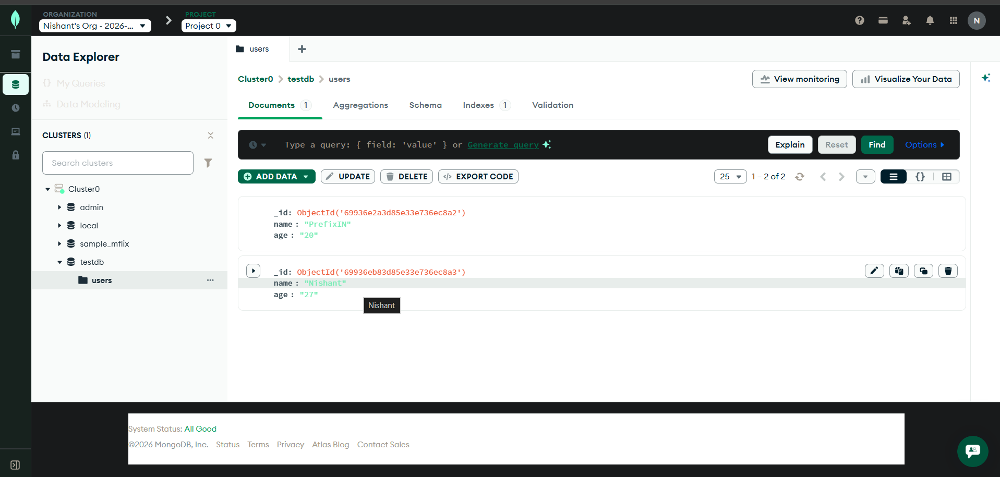 ORGANIZATION
Nishant's Org - 2026-...
PROJECT
Project 0
N
Data Explorer
My Queries
Data Modeling
CLUSTERS (1)
Search clusters
Cluster0
admin
local
sample_mflix
testdb
users
users
Cluster0 testdb users
View monitoring
Visualize Your Data
Documents 1
Aggregations
Schema
Indexes 1
Validation
Type a query: { field: 'value' } or Generate query
Explain
Reset
Find
Options
ADD DATA
UPDATE
DELETE
EXPORT CODE
25
1 – 2 of 2
{}
_id: ObjectId('69936e2a3d85e33e736ec8a2')
name : "PrefixIN"
age : "20"
_id: ObjectId('69936eb83d85e33e736ec8a3')
name : "Nishant"
age : "27"
Nishant
System Status: All Good
©2026 MongoDB, Inc. Status Terms Privacy Atlas Blog Contact Sales